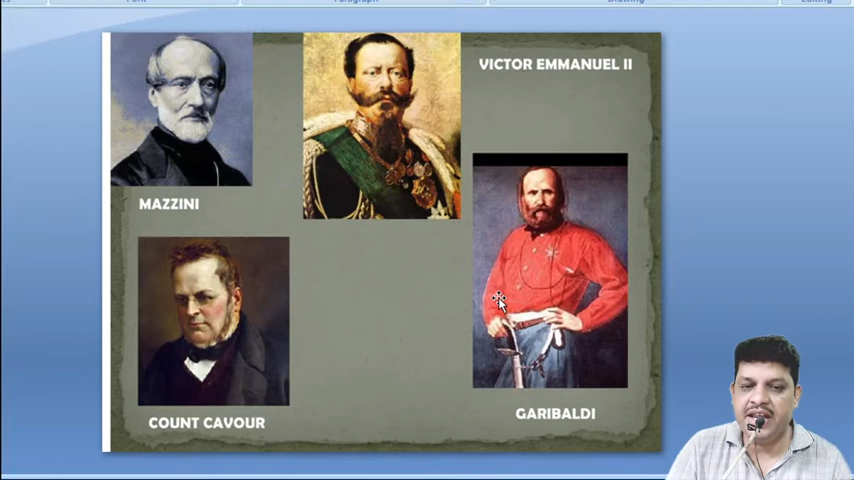 VICTOR EMMANUEL II
MAZZINI
COUNT CAVOUR
GARIBALDI